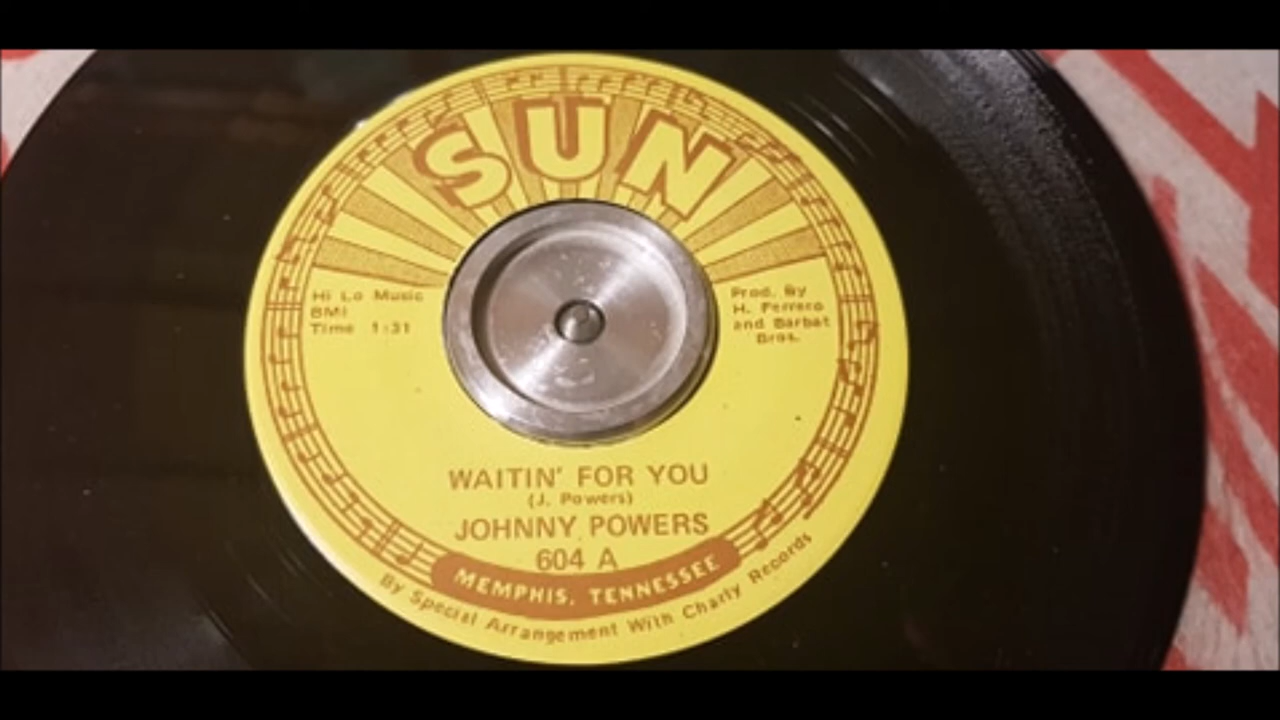 SUN
Hi Lo Music
BMI
Time 1:31
Prod. By
H. Ferrero
and Barbat
Bros.
WAITIN' FOR YOU
(J. Powers)
JOHNNY POWERS
604 A
MEMPHIS, TENNESSEE
By Special Arrangement With Charly Records